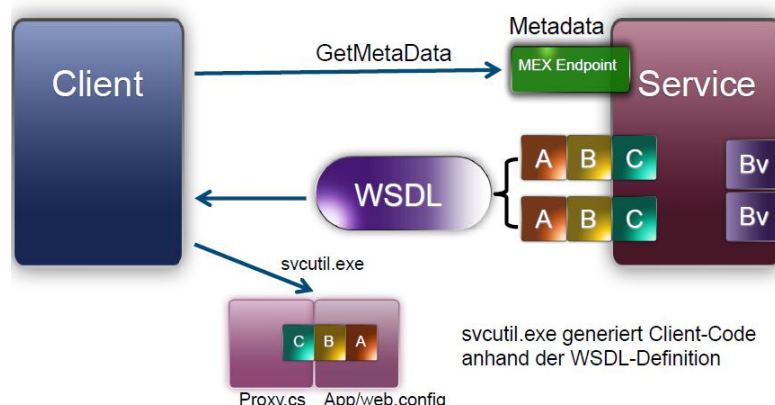 Metadata
GetMetaData
MEX Endpoint
Client
Service
A B C
Bv
WSDL
A B C
Bv
svcutil.exe
C B A
svcutil.exe generiert Client-Code
anhand der WSDL-Definition
Proxy.cs App/web.config